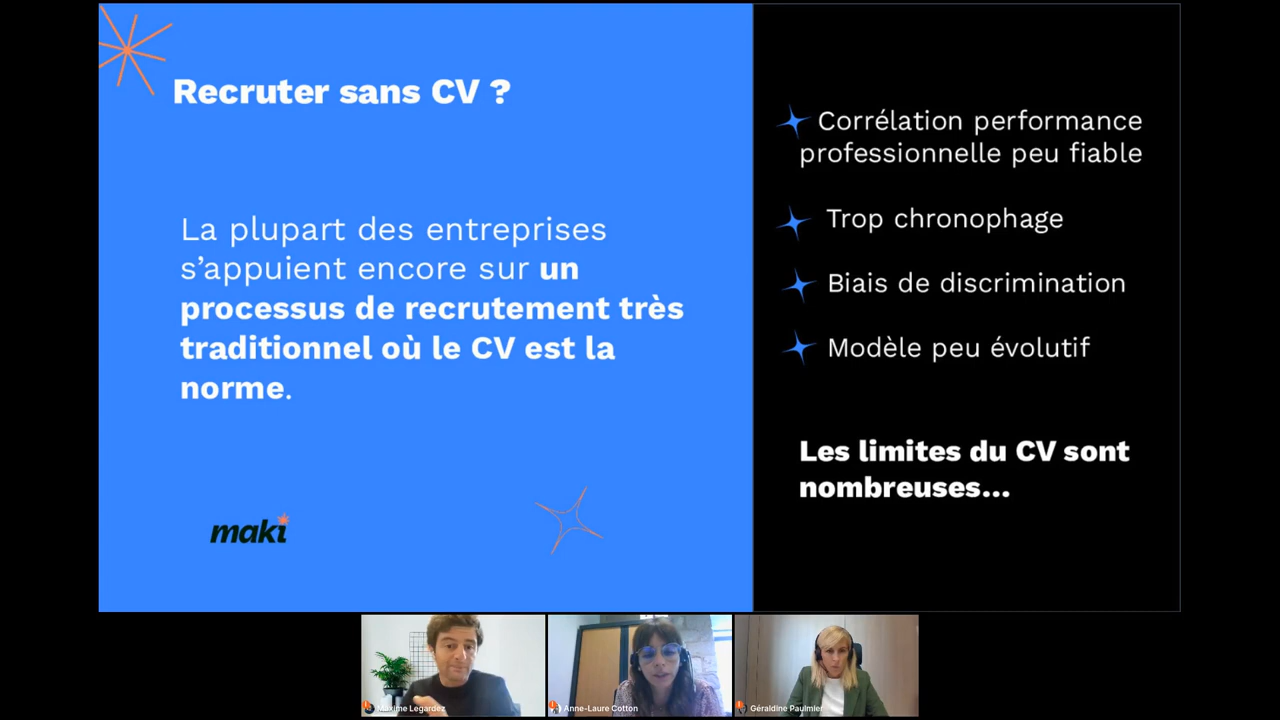 Recruter sans CV ?
La plupart des entreprises
s’appuient encore sur un
processus de recrutement très
traditionnel où le CV est la
norme.
maki
Corrélation performance
professionnelle peu fiable
Trop chronophage
Biais de discrimination
Modèle peu évolutif
Les limites du CV sont
nombreuses...
Maxime Legardez
Anne-Laure Cotton
Géraldine Paulmier